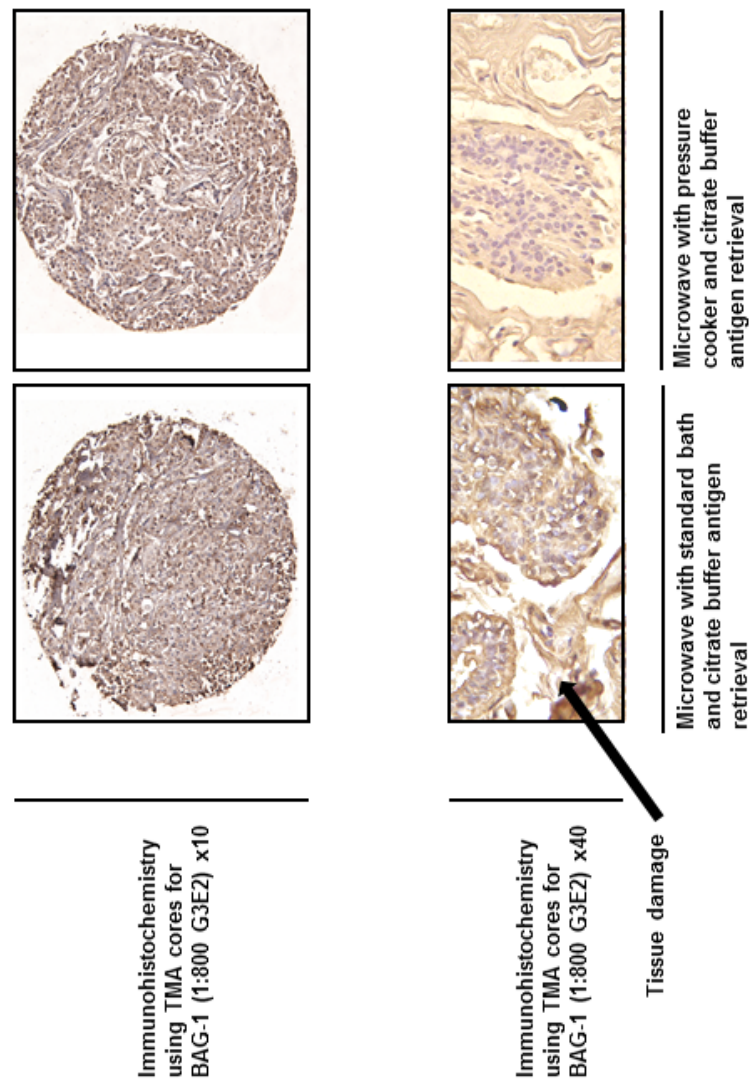 Immunohistochemistry
using TMA cores for
BAG-1 (1:800 G3E2) x10
Immunohistochemistry
using TMA cores for
BAG-1 (1:800 G3E2) x40
Tissue damage
Microwave with standard bath
and citrate buffer antigen
retrieval
Microwave with pressure
cooker and citrate buffer
antigen retrieval